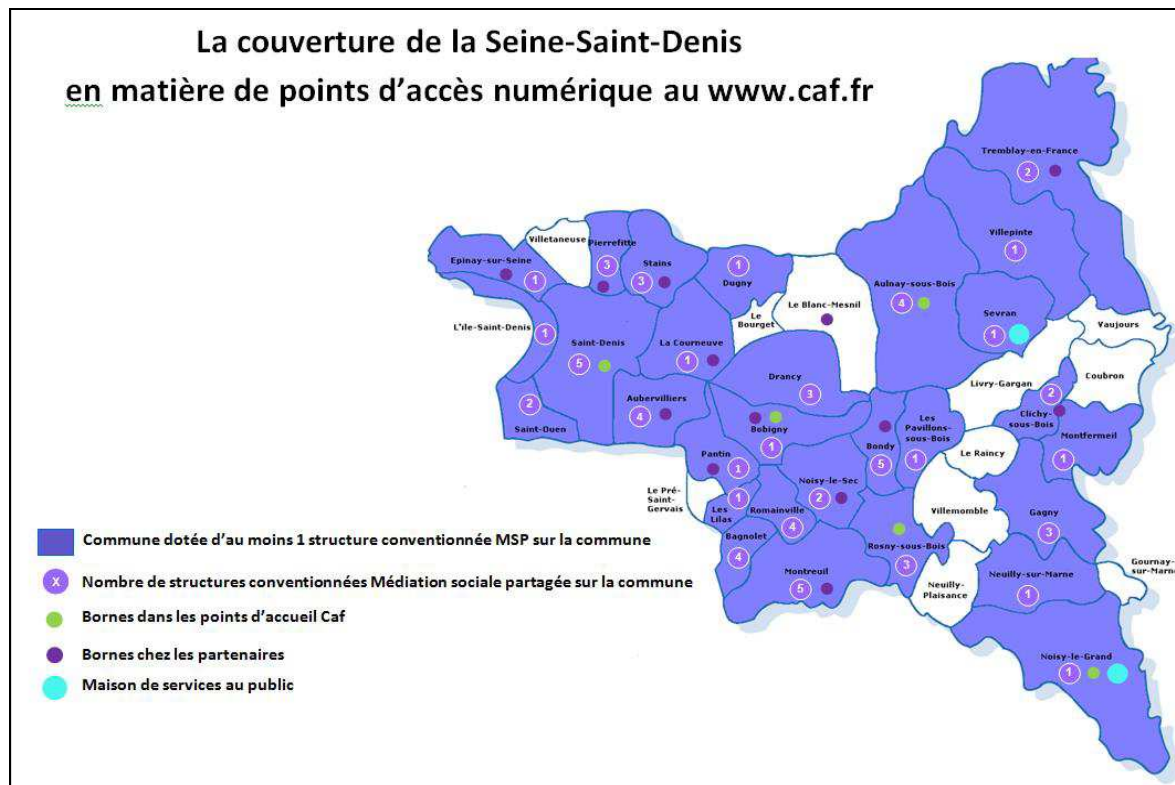 La couverture de la Seine-Saint-Denis
en matière de points d'accès numérique au www.caf.fr
Tremblay-en-France
2
Villepinte
1
Villetaneuse
Pierrefitte
3
Epinay-sur-Seine
1
Stains
3
1
Dugny
Aulnay-sous-Bois
4
Le Blanc-Mesnil
Sevran
1
Le
Bourget
Vaujours
L'ile-Saint-Denis
1
Saint-Denis
5
La Courneuve
1
Coubron
Drancy
3
Livry-Gargan
2
Clichy-
sous-Bois
2
Saint-Ouen
Aubervilliers
4
Bobigny
1
Les
Pavillons-
sous-Bois
1
Bondy
5
Montfermeil
1
Le Raincy
Pantin
1
Noisy-le-Sec
2
Le Pré-
Saint-
Gervais
1
Les
Lilas
Romainville
4
Villemomble
Gagny
3
Bagnolet
4
Rosny-sous-Bois
3
Montreuil
5
Neuilly-
Plaisance
Neuilly-sur-Marne
1
Gournay-
sur-Marne
Noisy-le-Grand
1
Commune dotée d'au moins 1 structure conventionnée MSP sur la commune
X
Nombre de structures conventionnées Médiation sociale partagée sur la commune
Bornes dans les points d'accueil Caf
Bornes chez les partenaires
Maison de services au public